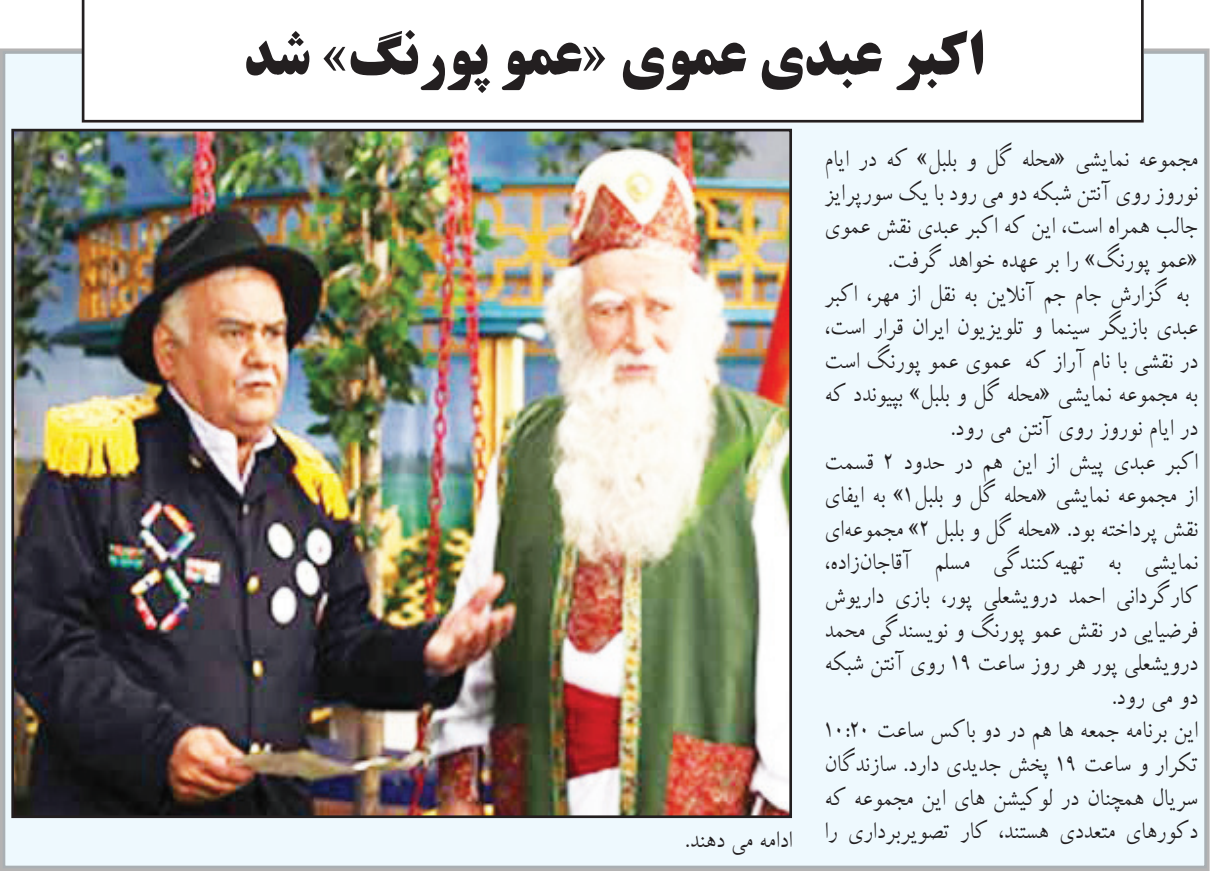 اکبر عبدی عموی «عمو پورنگ» شد
مجموعه نمایشی «محله گل و بلبل» که در ایام
نوروز روی آنتن شبکه دو می رود با یک سورپرایز
جالب همراه است، این که اکبر عبدی نقش عموی
«عمو پورنگ» را بر عهده خواهد گرفت.
به گزارش جام جم آنلاین به نقل از مهر، اکبر
عبدی بازیگر سینما و تلویزیون ایران قرار است،
در نقشی با نام آراز که عموی عمو پورنگ است
به مجموعه نمایشی «محله گل و بلبل» بپیوندد که
در ایام نوروز روی آنتن می رود.
اکبر عبدی پیش از این هم در حدود ۲ قسمت
از مجموعه نمایشی «محله گل و بلبل۱» به ایفای
نقش پرداخته بود. «محله گل و بلبل ۲» مجموعه‌ای
نمایشی به تهیه‌کنندگی مسلم آقاجان‌زاده،
کارگردانی احمد درویشعلی پور، بازی داریوش
فرضیایی در نقش عمو پورنگ و نویسندگی محمد
درویشعلی پور هر روز ساعت ۱۹ روی آنتن شبکه
دو می رود.
این برنامه جمعه ها هم در دو باکس ساعت ۱۰:۲۰
تکرار و ساعت ۱۹ پخش جدیدی دارد. سازندگان
سریال همچنان در لوکیشن های این مجموعه که
دکورهای متعددی هستند، کار تصویربرداری را
ادامه می دهند.